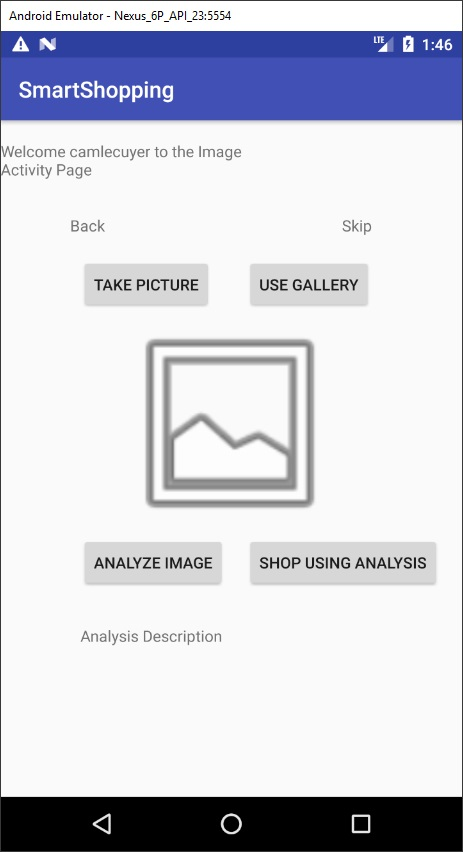 Android Emulator - Nexus_6P_API_23:5554
LTE 1:46
SmartShopping
Welcome camlecuyer to the Image
Activity Page
Back Skip
TAKE PICTURE USE GALLERY
ANALYZE IMAGE SHOP USING ANALYSIS
Analysis Description